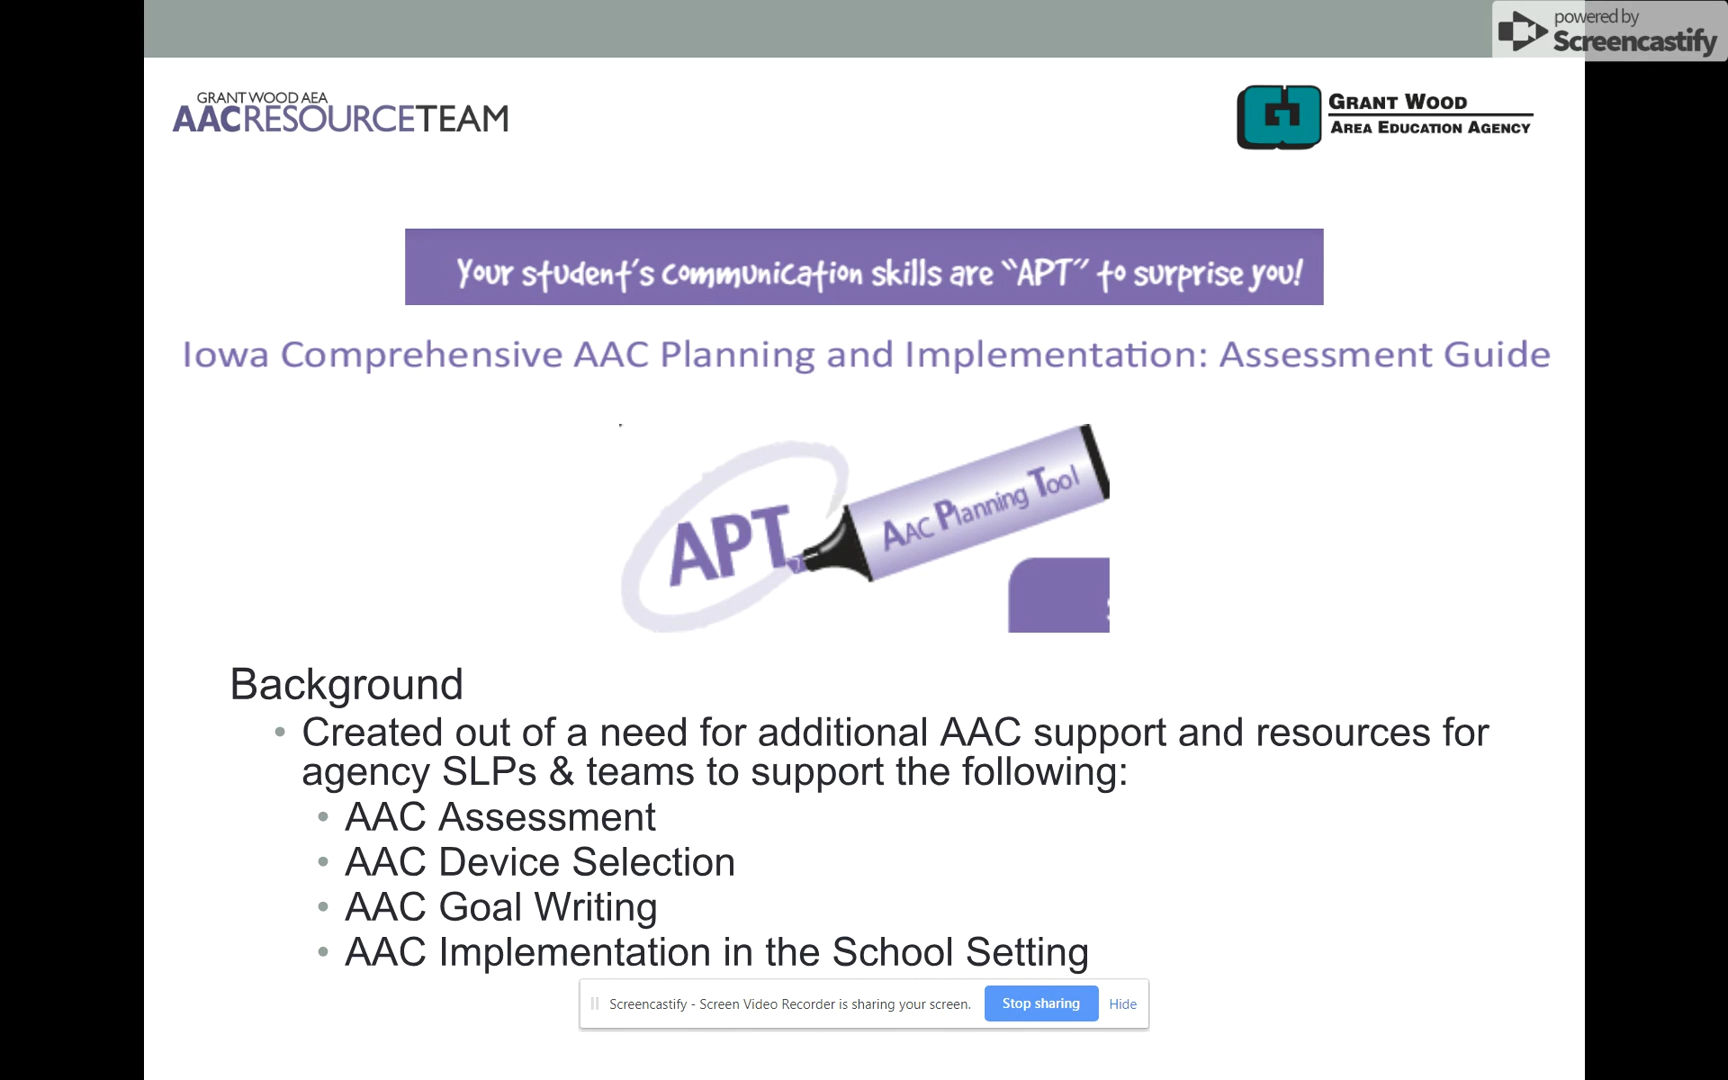 powered by
Screencastify
GRANT WOOD AEA
AACRESOURCETEAM
GRANT WOOD
AREA EDUCATION AGENCY
Your student's communication skills are "APT" to surprise you!
Iowa Comprehensive AAC Planning and Implementation: Assessment Guide
APT
AAC Planning Tool
Background
• Created out of a need for additional AAC support and resources for
agency SLPs & teams to support the following:
• AAC Assessment
• AAC Device Selection
• AAC Goal Writing
• AAC Implementation in the School Setting
Screencastify - Screen Video Recorder is sharing your screen. Stop sharing Hide